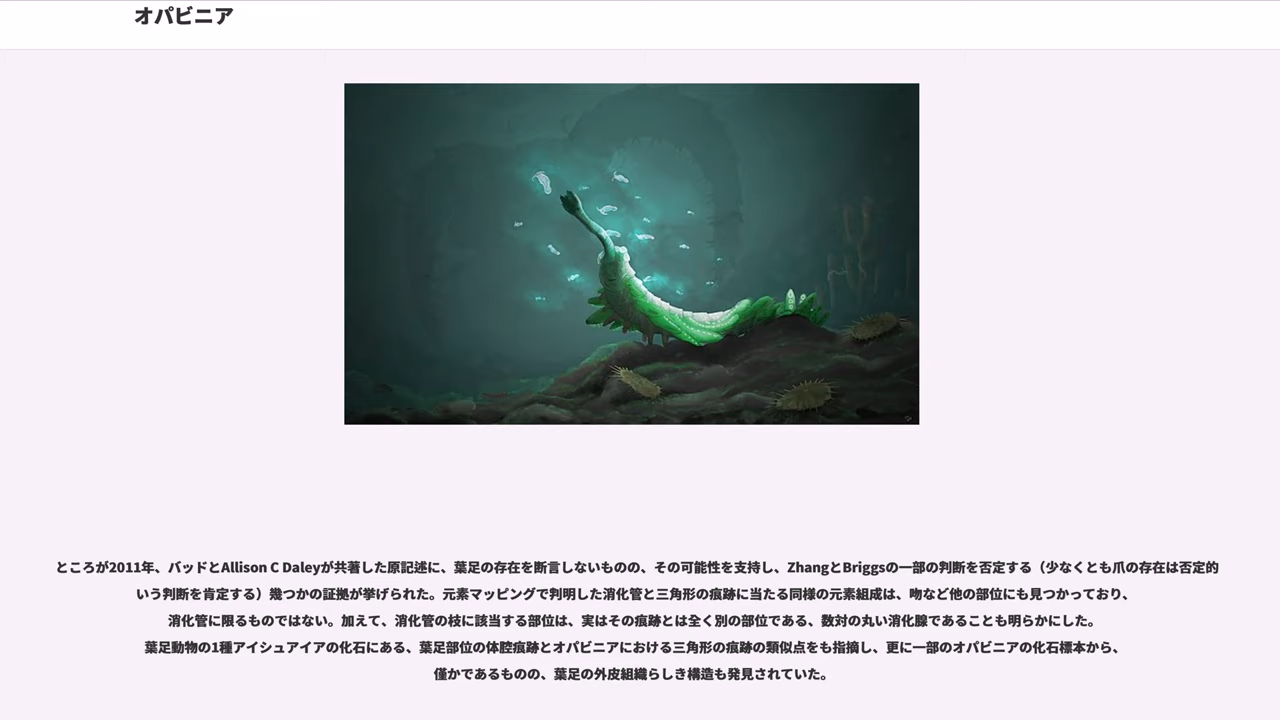 オパビニア
ところが2011年、バッドとAllison C Daleyが共著した原記述に、葉足の存在を断言しないものの、その可能性を支持し、ZhangとBriggsの一部の判断を否定する（少なくとも爪の存在は否定的
いう判断を肯定する）幾つかの証拠が挙げられた。元素マッピングで判明した消化管と三角形の痕跡に当たる同様の元素組成は、吻など他の部位にも見つかっており、
消化管に限るものではない。加えて、消化管の枝に該当する部位は、実はその痕跡とは全く別の部位である、数対の丸い消化腺であることも明らかにした。
葉足動物の1種アイシュアイアの化石にある、葉足部位の体腔痕跡とオパビニアにおける三角形の痕跡の類似点をも指摘し、更に一部のオパビニアの化石標本から、
僅かであるものの、葉足の外皮組織らしき構造も発見されていた。